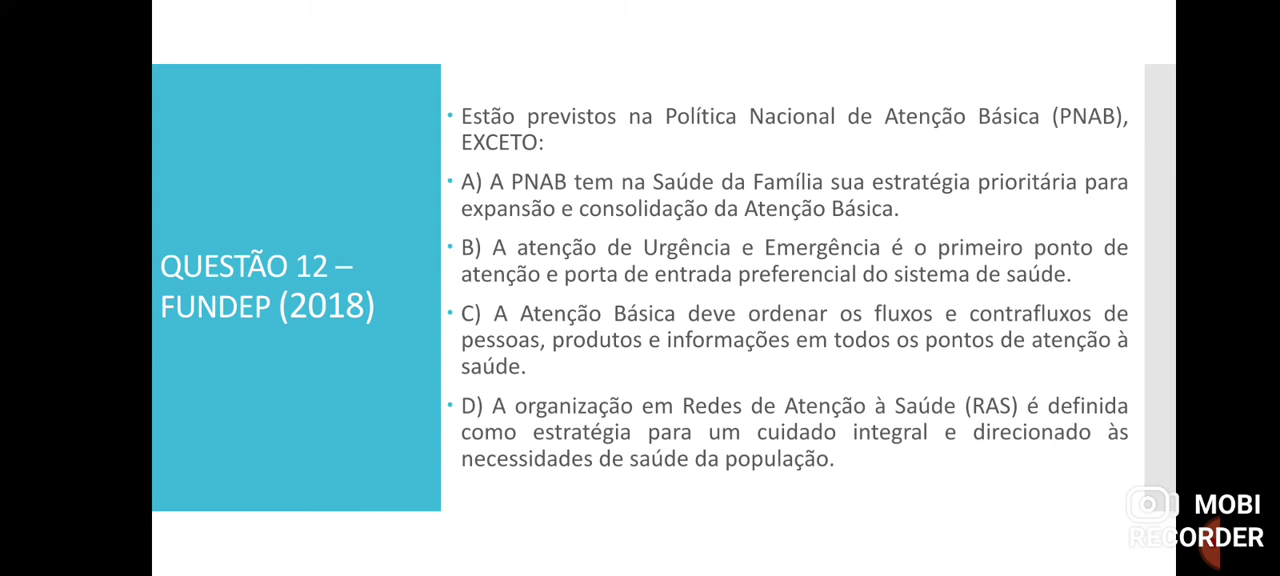 QUESTÃO 12 –
FUNDEP (2018)
• Estão previstos na Política Nacional de Atenção Básica (PNAB),
EXCETO:
• A) A PNAB tem na Saúde da Família sua estratégia prioritária para
expansão e consolidação da Atenção Básica.
• B) A atenção de Urgência e Emergência é o primeiro ponto de
atenção e porta de entrada preferencial do sistema de saúde.
• C) A Atenção Básica deve ordenar os fluxos e contrafluxos de
pessoas, produtos e informações em todos os pontos de atenção à
saúde.
• D) A organização em Redes de Atenção à Saúde (RAS) é definida
como estratégia para um cuidado integral e direcionado às
necessidades de saúde da população.
MOBI
RECORDER